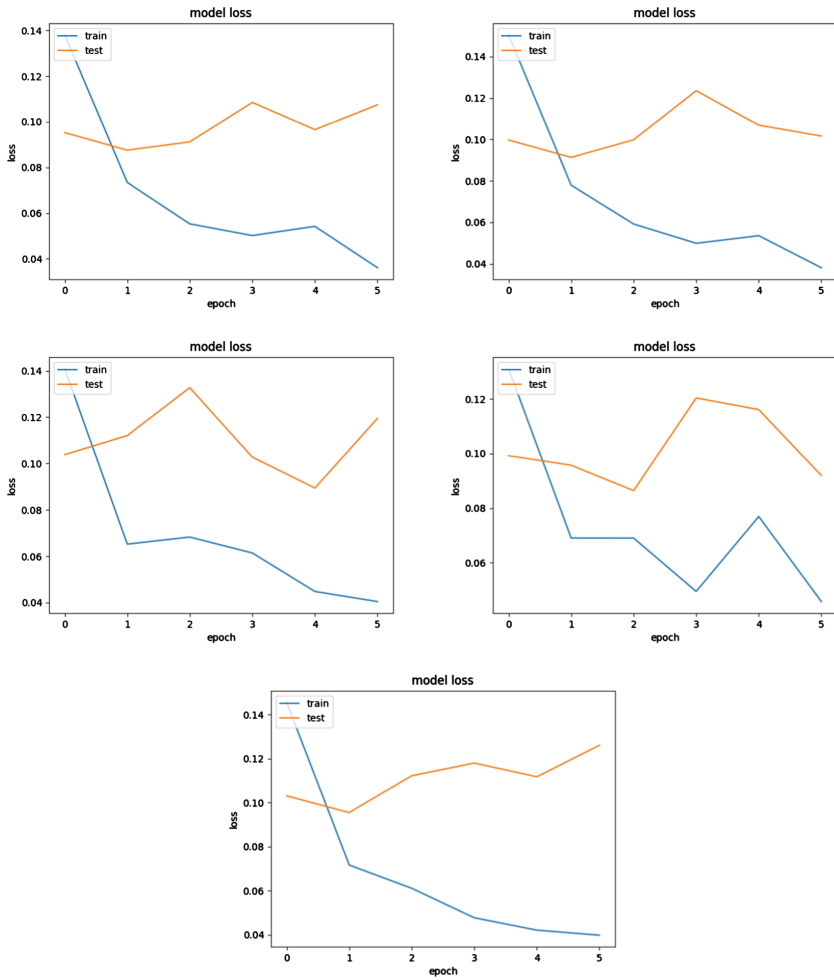 model loss
train
test
0.14
0.12
0.10
0.08
0.06
0.04
loss
0 1 2 3 4 5
epoch
model loss
train
test
0.14
0.12
0.10
0.08
0.06
0.04
loss
0 1 2 3 4 5
epoch
model loss
train
test
0.14
0.12
0.10
0.08
0.06
0.04
loss
0 1 2 3 4 5
epoch
model loss
train
test
0.12
0.10
0.08
0.06
loss
0 1 2 3 4 5
epoch
model loss
train
test
0.14
0.12
0.10
0.08
0.06
0.04
loss
0 1 2 3 4 5
epoch